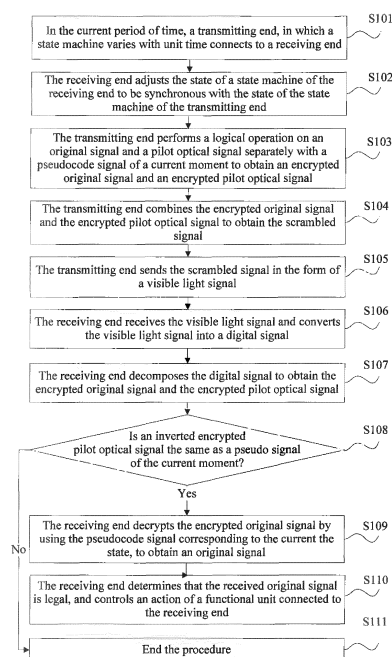 S101
In the current period of time, a transmitting end, in which a
state machine varies with unit time connects to a receiving end
S102
The receiving end adjusts the state of a state machine of the
receiving end to be synchronous with the state of the state
machine of the transmitting end
S103
The transmitting end performs a logical operation on an
original signal and a pilot optical signal separately with a
pseudocode signal of a current moment to obtain an encrypted
original signal and an encrypted pilot optical signal
S104
The transmitting end combines the encrypted original signal
and the encrypted pilot optical signal to obtain the scrambled
signal
S105
The transmitting end sends the scrambled signal in the form of
a visible light signal
S106
The receiving end receives the visible light signal and converts
the visible light signal into a digital signal
S107
The receiving end decomposes the digital signal to obtain the
encrypted original signal and the encrypted pilot optical signal
S108
Is an inverted encrypted
pilot optical signal the same as a pseudo signal
of the current moment?
Yes
S109
The receiving end decrypts the encrypted original signal by
using the pseudocode signal corresponding to the current the
state, to obtain an original signal
No
S110
The receiving end determines that the received original signal
is legal, and controls an action of a functional unit connected to
the receiving end
S111
End the procedure